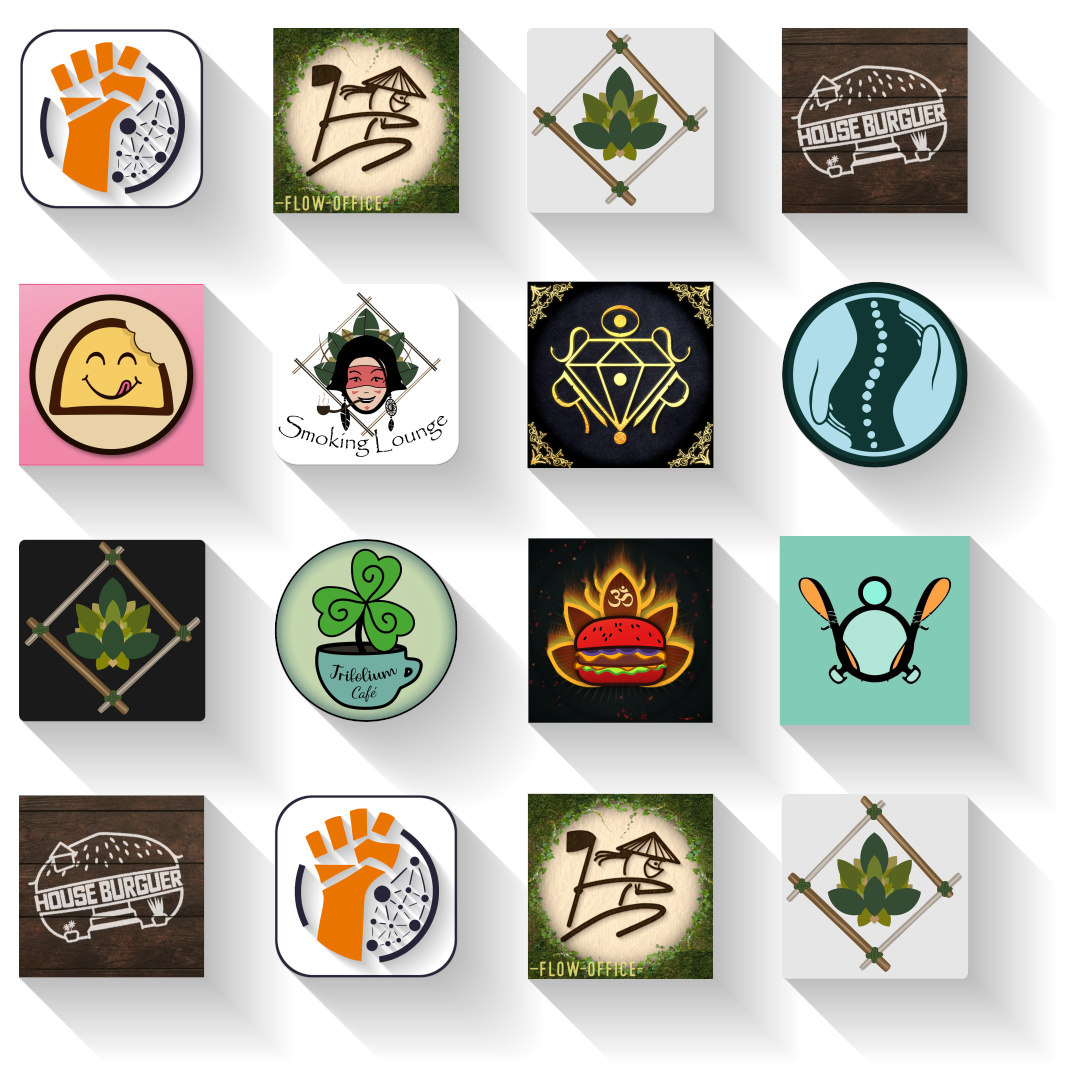 -FLOW-OFFICE-
HOUSE BURGUER
Smoking Lounge
Trifolium
Café
ॐ
HOUSE BURGUER
-FLOW-OFFICE-